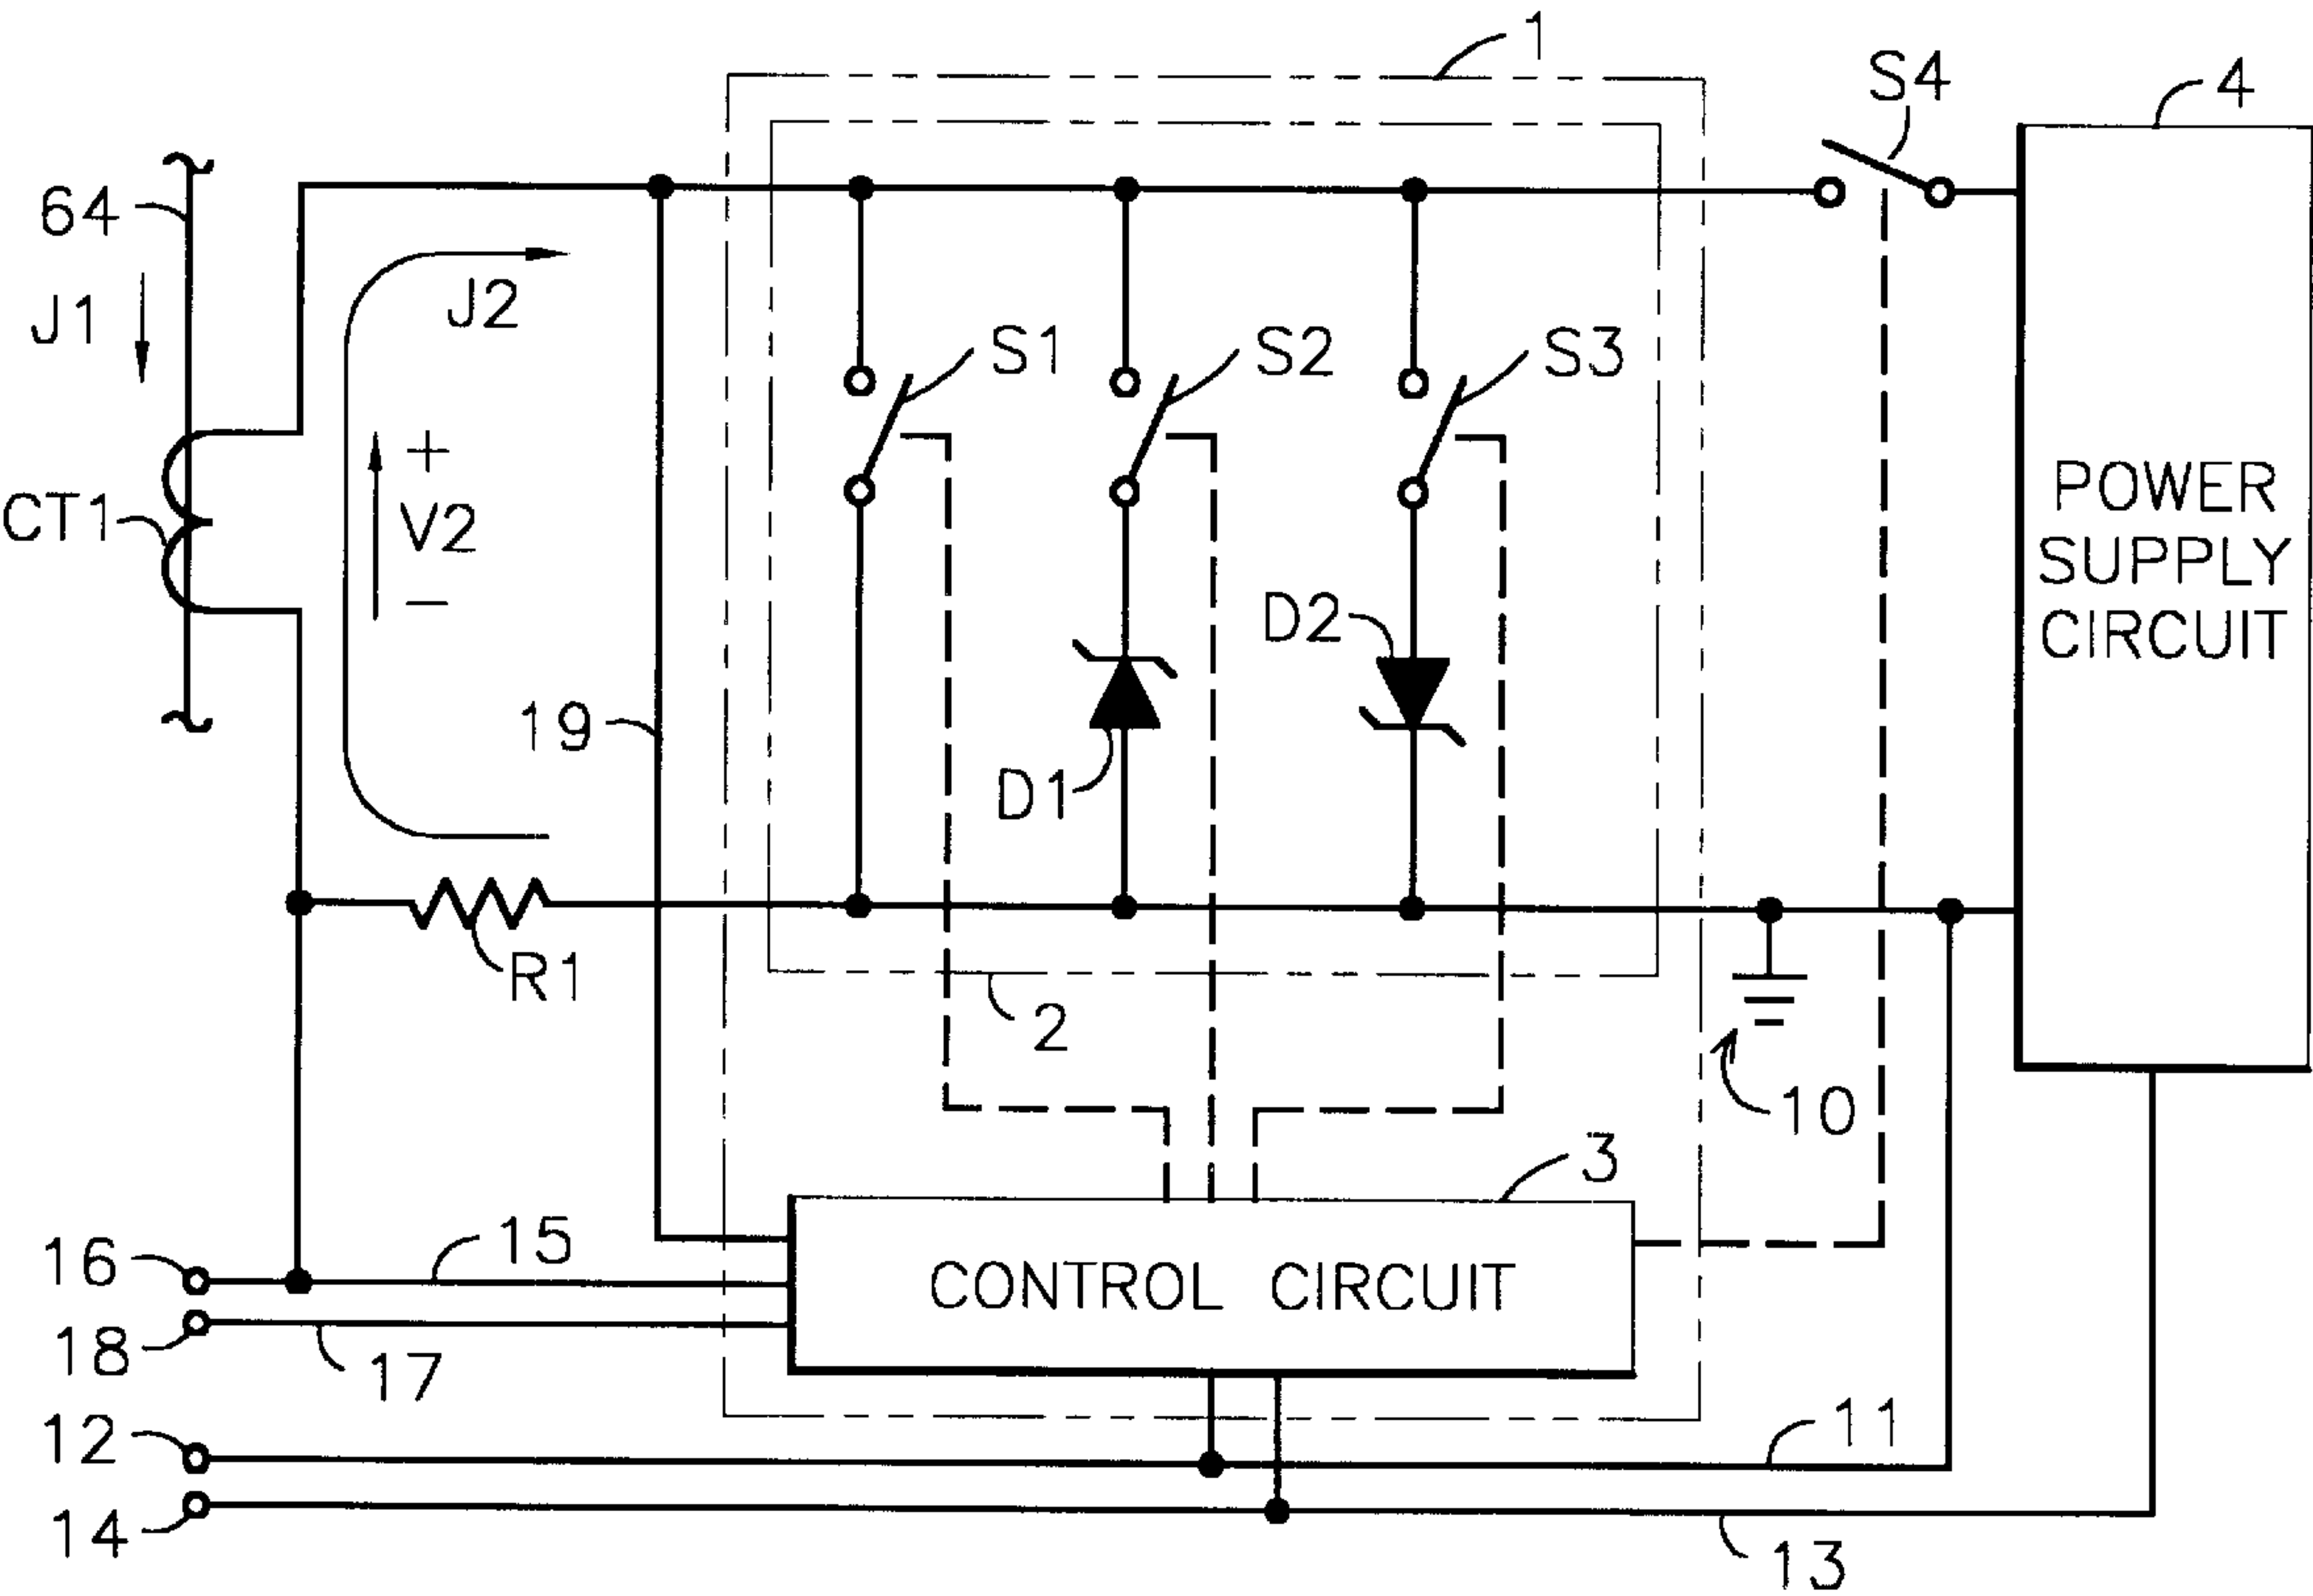 1
S4
4
64
J1
J2
S1
S2
S3
+
V2
−
CT1
POWER
SUPPLY
CIRCUIT
D2
19
D1
R1
2
10
3
16
15
CONTROL CIRCUIT
18
17
12
11
14
13